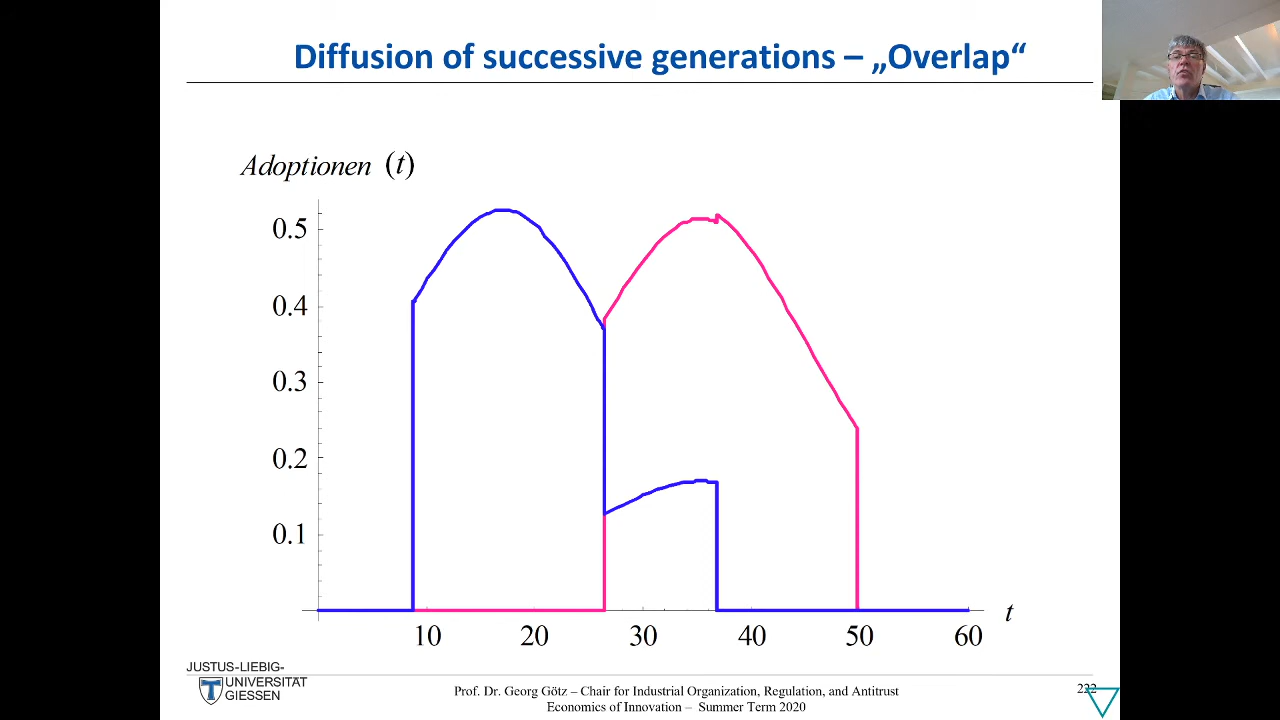 Diffusion of successive generations – „Overlap“
Adoptionen (t)
0.5
0.4
0.3
0.2
0.1
10 20 30 40 50 60
t
JUSTUS-LIEBIG-
UNIVERSITAT
GIESSEN
Prof. Dr. Georg Götz – Chair for Industrial Organization, Regulation, and Antitrust
Economics of Innovation – Summer Term 2020
222